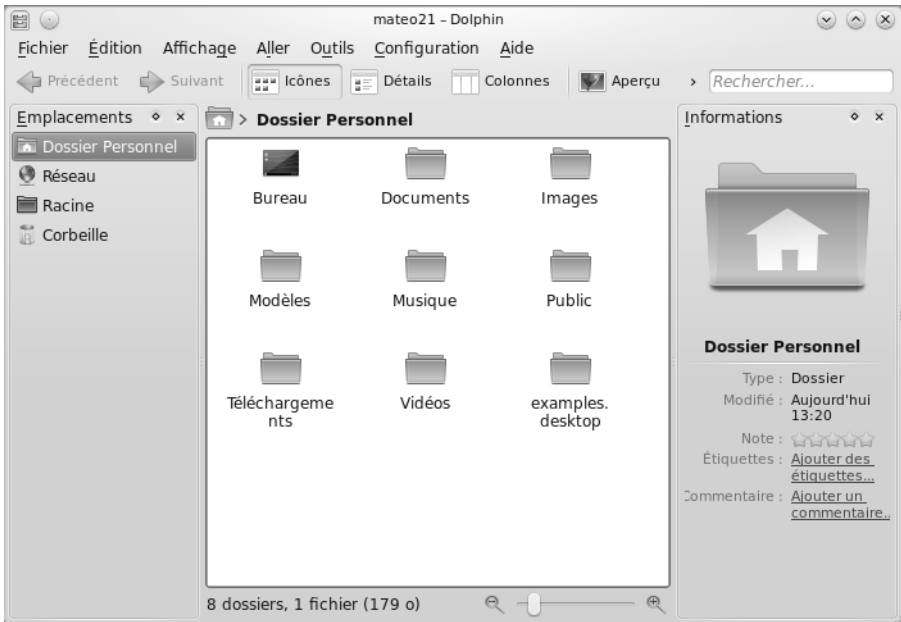 mateo21 – Dolphin
Fichier Édition Affichage Aller Outils Configuration Aide
Précédent Suivant Icônes Détails Colonnes Aperçu > Rechercher...
Emplacements
Dossier Personnel
Réseau
Racine
Corbeille
> Dossier Personnel
Bureau Documents Images
Modèles Musique Public
Téléchargeme
nts
Vidéos
examples.
desktop
8 dossiers, 1 fichier (179 o)
Informations
Dossier Personnel
Type : Dossier
Modifié : Aujourd'hui
13:20
Note :
Étiquettes : Ajouter des
étiquettes...
Commentaire : Ajouter un
commentaire..